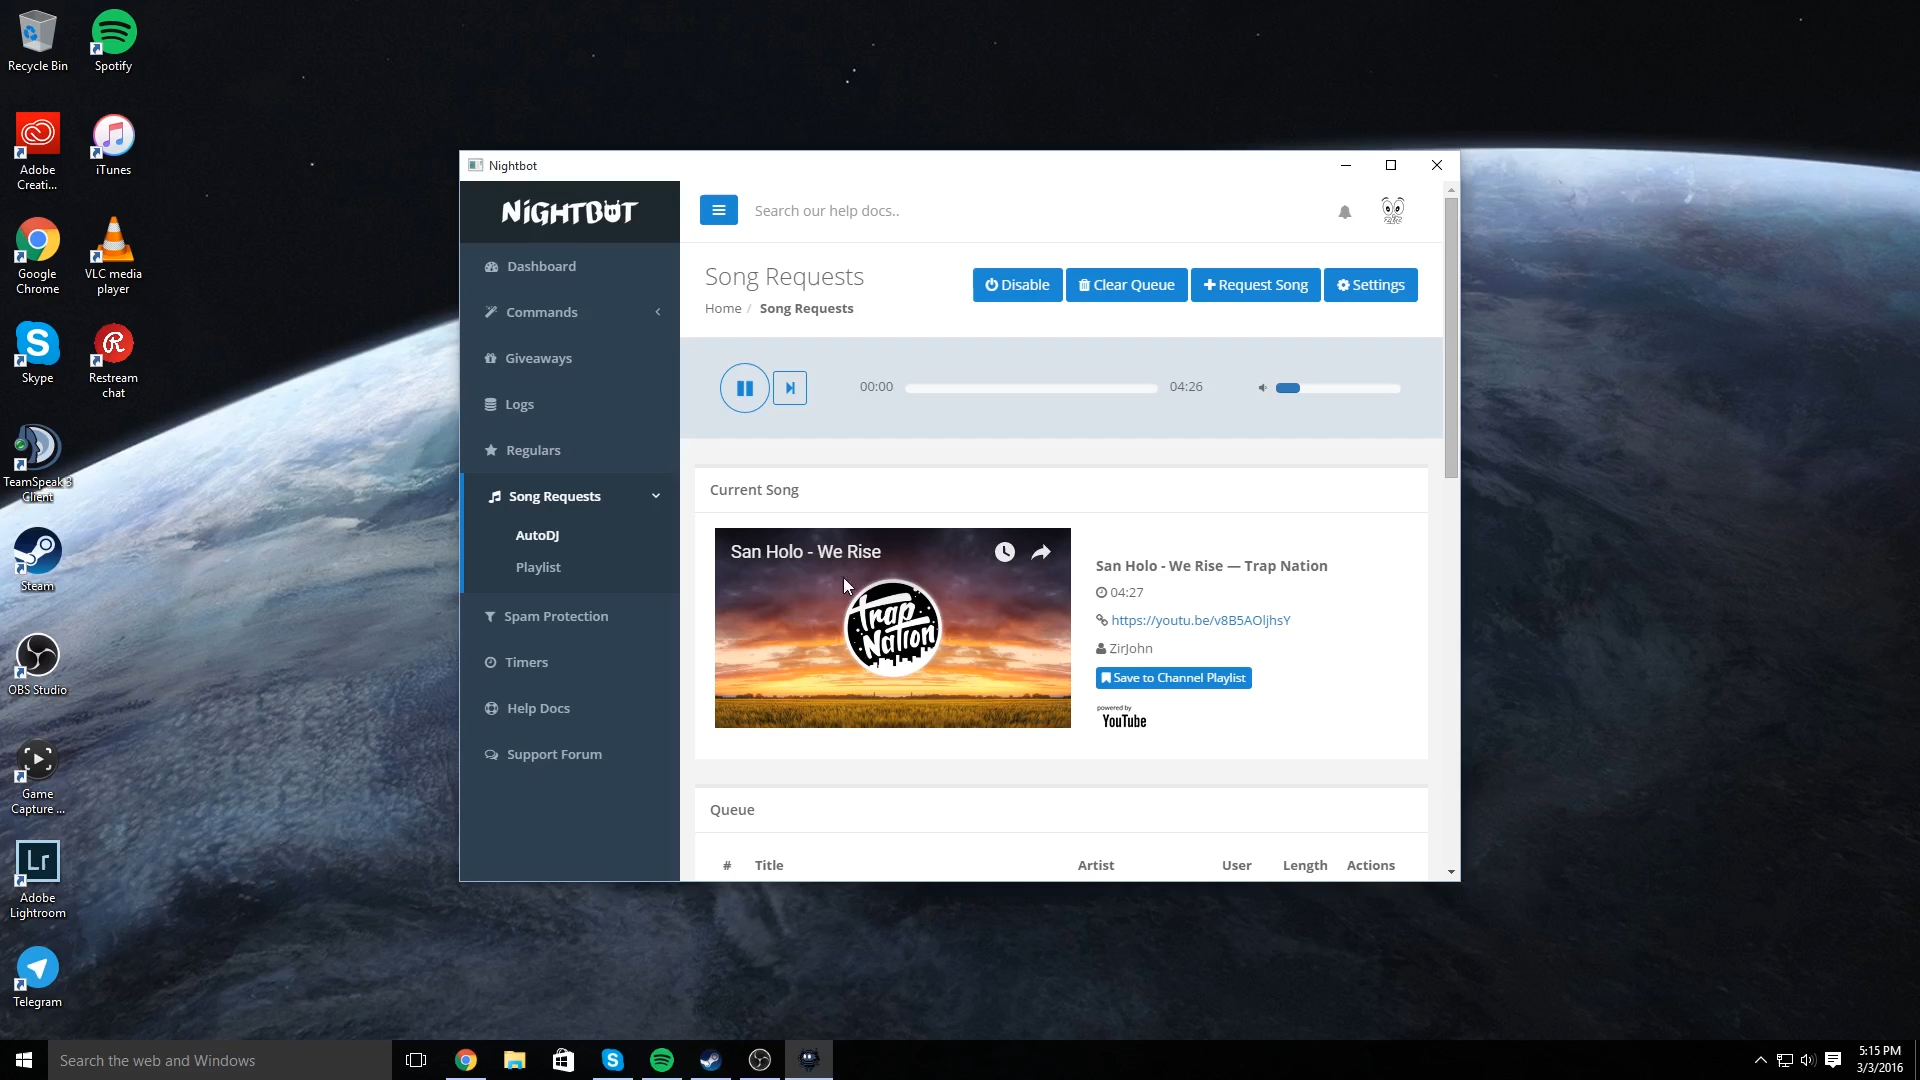 Recycle Bin
Spotify
Adobe
Creati...
iTunes
Google
Chrome
VLC media
player
Skype
Restream
chat
TeamSpeak 3
Client
Steam
OBS Studio
Game
Capture ...
Lr
Adobe
Lightroom
Telegram
Nightbot
NIGHTBOT
Search our help docs..
Dashboard
Commands
Giveaways
Logs
Regulars
Song Requests
AutoDJ
Playlist
Spam Protection
Timers
Help Docs
Support Forum
Song Requests
Disable
Clear Queue
Request Song
Settings
Home / Song Requests
00:00
04:26
Current Song
San Holo - We Rise
Trap
Nation
San Holo - We Rise — Trap Nation
04:27
https://youtu.be/v8B5AOljhsY
ZirJohn
Save to Channel Playlist
powered by
YouTube
Queue
# Title Artist User Length Actions
Search the web and Windows
5:15 PM
3/3/2016